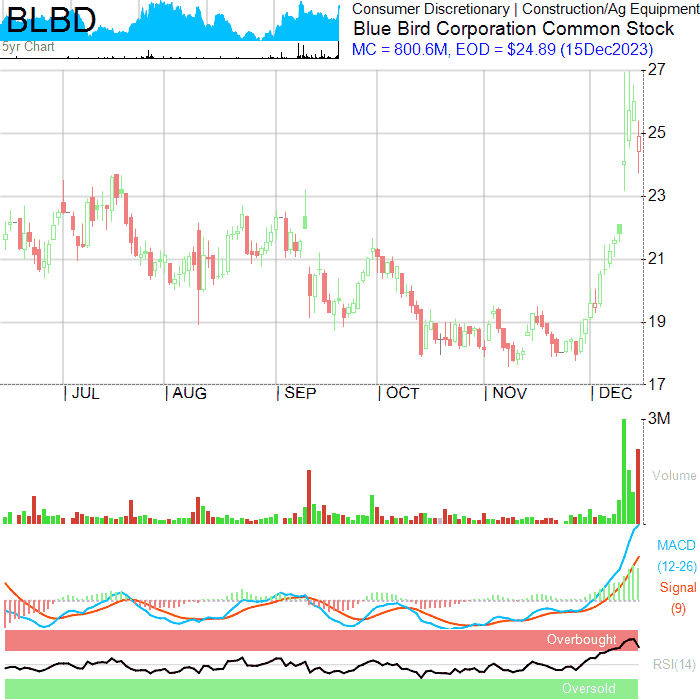 BLBD
5yr Chart
Consumer Discretionary | Construction/Ag Equipment
Blue Bird Corporation Common Stock
MC = 800.6M, EOD = $24.89 (15Dec2023)
27
25
23
21
19
17
| JUL | AUG | SEP | OCT | NOV | DEC
3M
Volume
MACD
(12-26)
Signal
(9)
Overbought
RSI(14)
Oversold